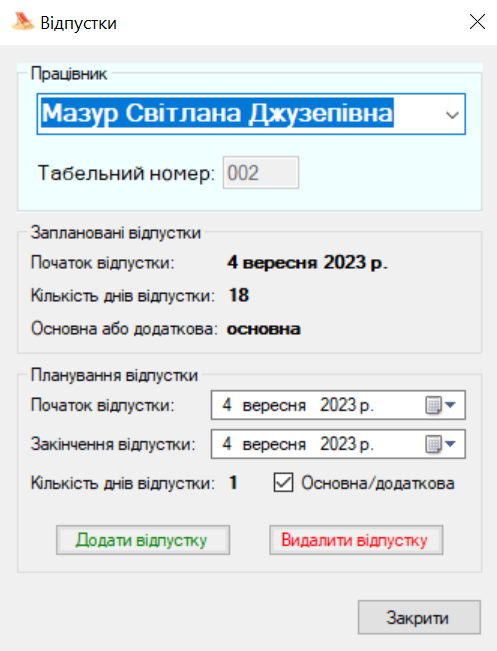 Відпустки
Працівник
Мазур Світлана Джузепівна
Табельний номер: 002
Заплановані відпустки
Початок відпустки: 4 вересня 2023 р.
Кількість днів відпустки: 18
Основна або додаткова: основна
Планування відпустки
Початок відпустки: 4 вересня 2023 р.
Закінчення відпустки: 4 вересня 2023 р.
Кількість днів відпустки: 1 Основна/додаткова
Додати відпустку Видалити відпустку
Закрити